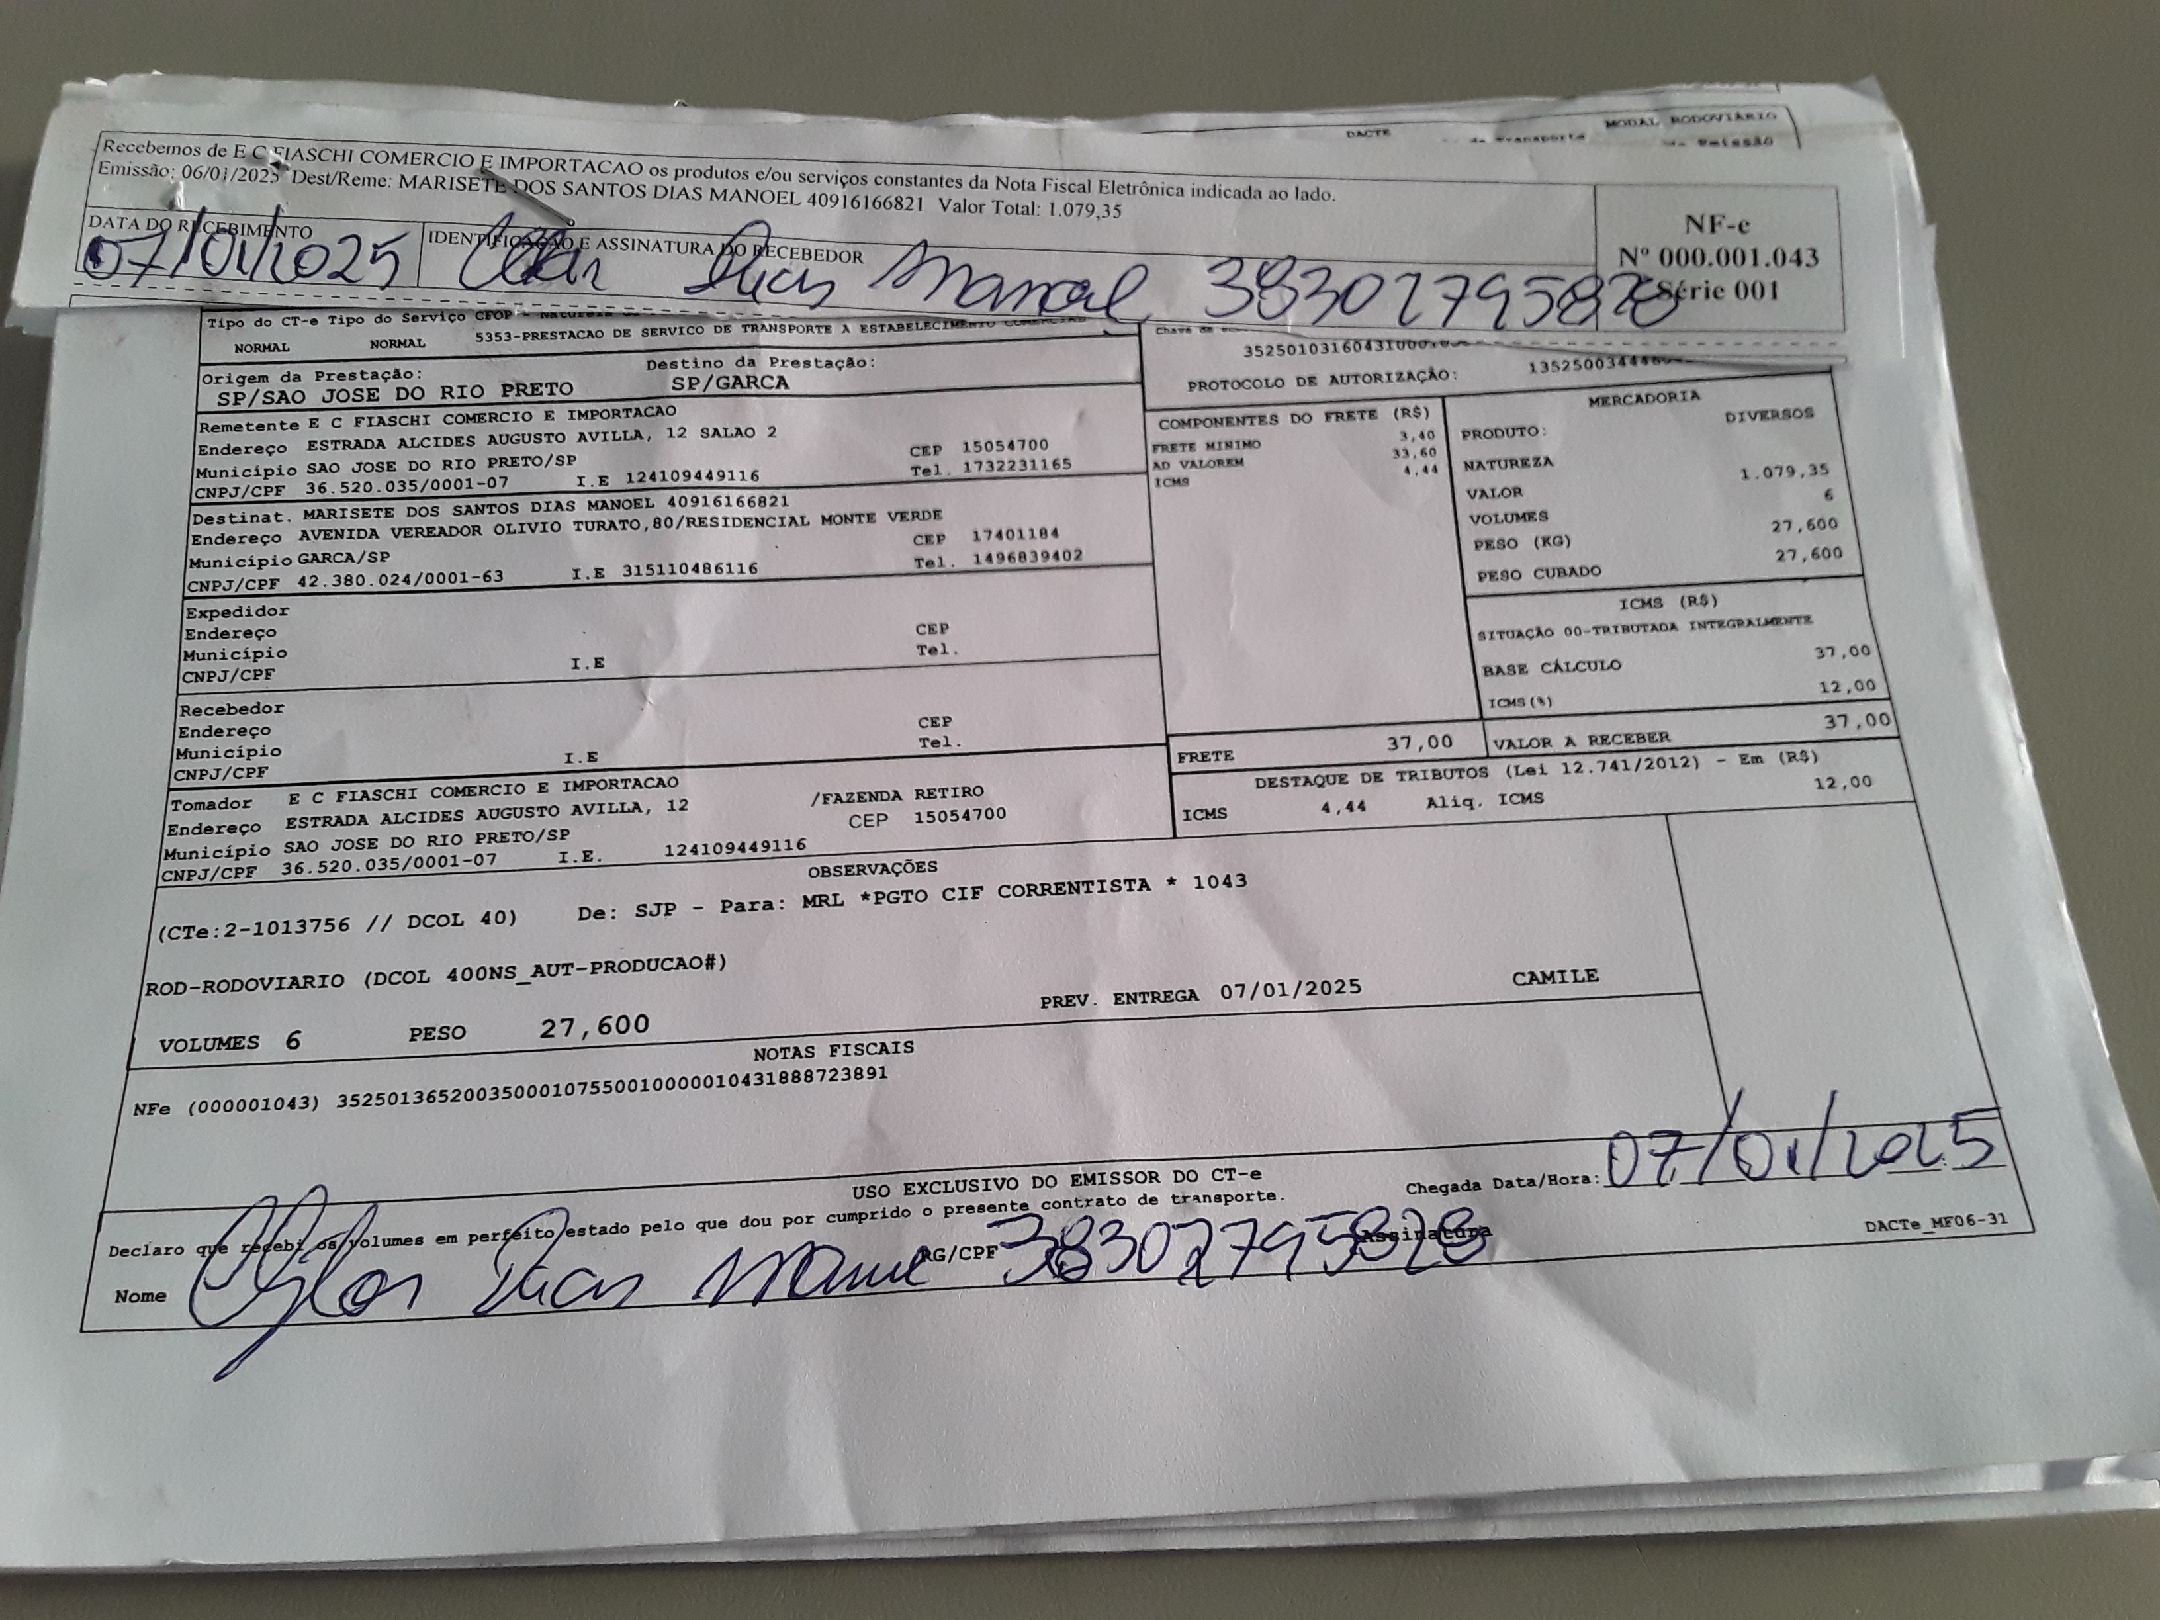 DACTE
MODAL RODOVIÁRIO
de Transporte
Emissão
Recebemos de E C FIASCHI COMERCIO E IMPORTACAO os produtos e/ou serviços constantes da Nota Fiscal Eletrônica indicada ao lado.
Emissão: 06/01/2025 Dest/Reme: MARISETE DOS SANTOS DIAS MANOEL 40916166821 Valor Total: 1.079,35
DATA DO RECEBIMENTO
07/01/2025
IDENTIFICAÇÃO E ASSINATURA DO RECEBEDOR
Dias Manoel 38302795828
NF-e
Nº 000.001.043
Série 001
Tipo do CT-e Tipo do Serviço CFOP -
NORMAL NORMAL 5353-PRESTACAO DE SERVICO DE TRANSPORTE A ESTABELECIMENTO
Origem da Prestação: Destino da Prestação:
SP/SAO JOSE DO RIO PRETO SP/GARCA
PROTOCOLO DE AUTORIZAÇÃO:
Remetente E C FIASCHI COMERCIO E IMPORTACAO
Endereço ESTRADA ALCIDES AUGUSTO AVILLA, 12 SALAO 2 CEP 15054700
Município SAO JOSE DO RIO PRETO/SP Tel. 1732231165
CNPJ/CPF 36.520.035/0001-07 I.E 124109449116
Destinat. MARISETE DOS SANTOS DIAS MANOEL 40916166821
Endereço AVENIDA VEREADOR OLIVIO TURATO,80/RESIDENCIAL MONTE VERDE
CEP 17401184
Município GARCA/SP Tel. 1496839402
CNPJ/CPF 42.380.024/0001-63 I.E 315110486116
Expedidor
Endereço CEP
Município Tel.
CNPJ/CPF I.E
Recebedor
Endereço CEP
Município Tel.
CNPJ/CPF I.E
Tomador E C FIASCHI COMERCIO E IMPORTACAO
Endereço ESTRADA ALCIDES AUGUSTO AVILLA, 12 /FAZENDA RETIRO
Município SAO JOSE DO RIO PRETO/SP CEP 15054700
CNPJ/CPF 36.520.035/0001-07 I.E. 124109449116
COMPONENTES DO FRETE (R$)
FRETE MINIMO 3,40
AD VALOREM 33,60
ICMS 4,44
MERCADORIA
PRODUTO: DIVERSOS
NATUREZA
VALOR 1.079,35
VOLUMES 6
PESO (KG) 27,600
PESO CUBADO 27,600
ICMS (R$)
SITUAÇÃO 00-TRIBUTADA INTEGRALMENTE
BASE CÁLCULO 37,00
ICMS(%) 12,00
FRETE 37,00 VALOR A RECEBER 37,00
DESTAQUE DE TRIBUTOS (Lei 12.741/2012) - Em (R$)
ICMS 4,44 Aliq. ICMS 12,00
OBSERVAÇÕES
(CTe:2-1013756 // DCOL 40) De: SJP - Para: MRL *PGTO CIF CORRENTISTA * 1043
ROD-RODOVIARIO (DCOL 400NS_AUT-PRODUCAO#)
VOLUMES 6 PESO 27,600 PREV. ENTREGA 07/01/2025 CAMILE
NOTAS FISCAIS
NFe (000001043) 35250136520035000107550010000010431888723891
USO EXCLUSIVO DO EMISSOR DO CT-e
Declaro que recebi os volumes em perfeito estado pelo que dou por cumprido o presente contrato de transporte.
Chegada Data/Hora: 07/01/2025
Nome Dias RG/CPF 38302795828 Assinatura
DACTe_MF06-31